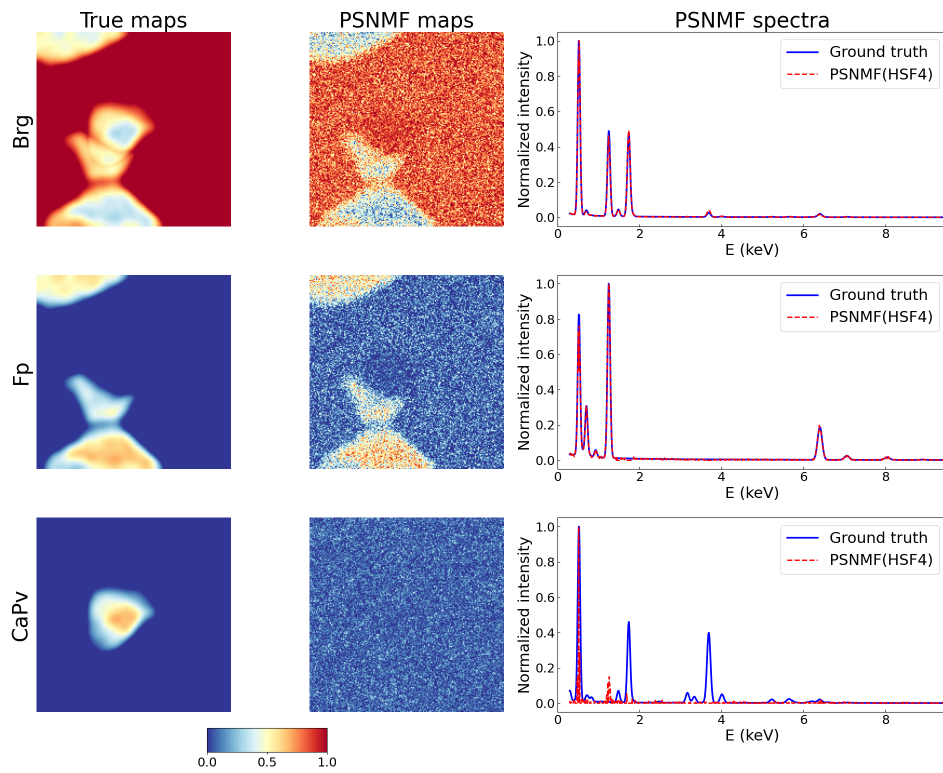 True maps
PSNMF maps
PSNMF spectra
Brg
Normalized intensity
1.0
0.8
0.6
0.4
0.2
0.0
Ground truth
PSNMF(HSF4)
0 2 4 6 8
E (keV)
Fp
Normalized intensity
1.0
0.8
0.6
0.4
0.2
0.0
Ground truth
PSNMF(HSF4)
0 2 4 6 8
E (keV)
CaPv
Normalized intensity
1.0
0.8
0.6
0.4
0.2
0.0
Ground truth
PSNMF(HSF4)
0 2 4 6 8
E (keV)
0.0 0.5 1.0